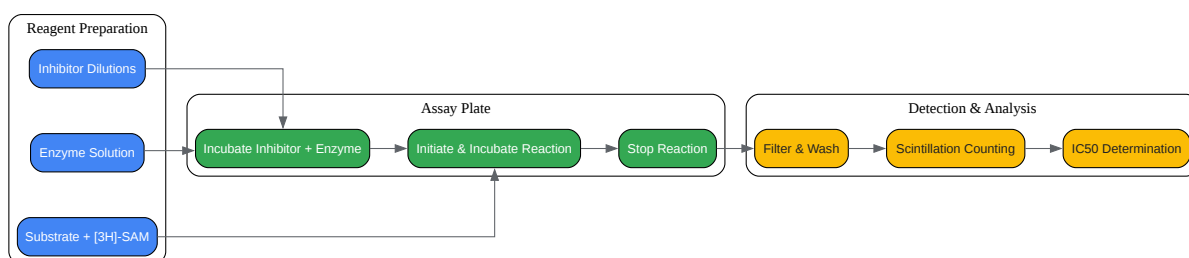 Reagent Preparation
Inhibitor Dilutions
Enzyme Solution
Substrate + [3H]-SAM
Assay Plate
Incubate Inhibitor + Enzyme
Initiate & Incubate Reaction
Stop Reaction
Detection & Analysis
Filter & Wash
Scintillation Counting
IC50 Determination